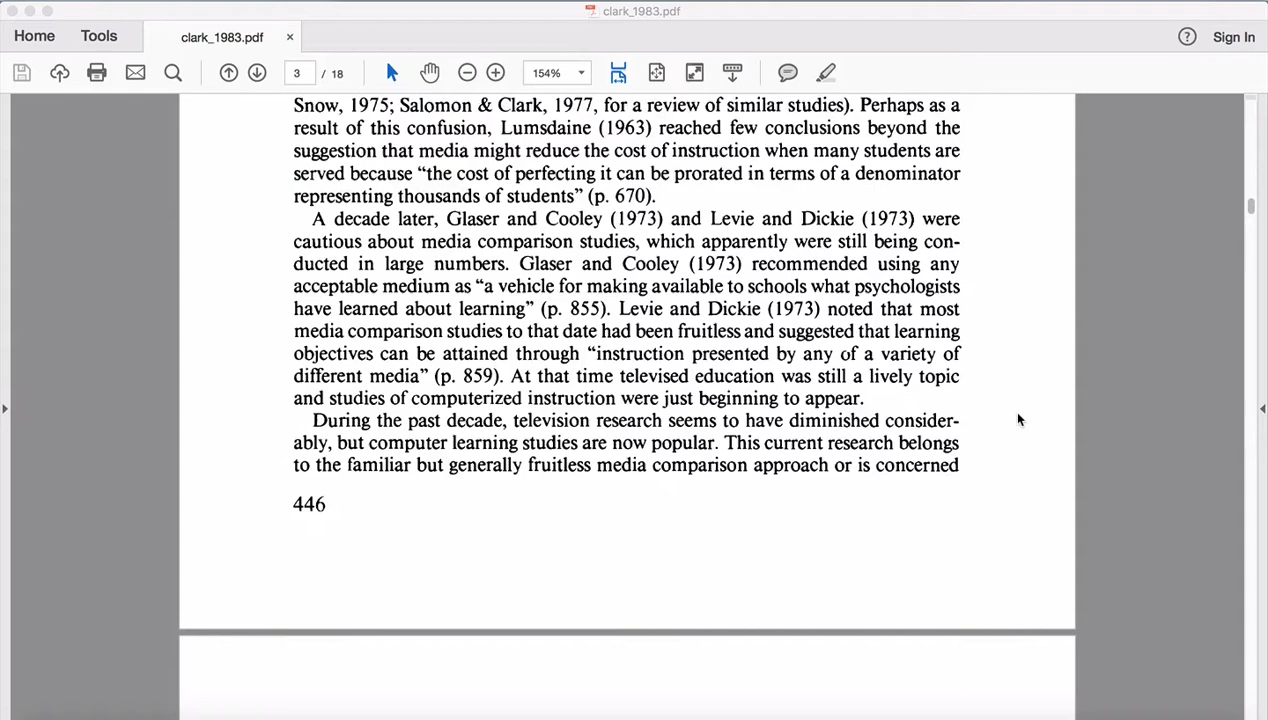 clark_1983.pdf
Home Tools clark_1983.pdf × ? Sign In
3 / 18 154%
Snow, 1975; Salomon & Clark, 1977, for a review of similar studies). Perhaps as a
result of this confusion, Lumsdaine (1963) reached few conclusions beyond the
suggestion that media might reduce the cost of instruction when many students are
served because “the cost of perfecting it can be prorated in terms of a denominator
representing thousands of students” (p. 670).
A decade later, Glaser and Cooley (1973) and Levie and Dickie (1973) were
cautious about media comparison studies, which apparently were still being con-
ducted in large numbers. Glaser and Cooley (1973) recommended using any
acceptable medium as “a vehicle for making available to schools what psychologists
have learned about learning” (p. 855). Levie and Dickie (1973) noted that most
media comparison studies to that date had been fruitless and suggested that learning
objectives can be attained through “instruction presented by any of a variety of
different media” (p. 859). At that time televised education was still a lively topic
and studies of computerized instruction were just beginning to appear.
During the past decade, television research seems to have diminished consider-
ably, but computer learning studies are now popular. This current research belongs
to the familiar but generally fruitless media comparison approach or is concerned
446